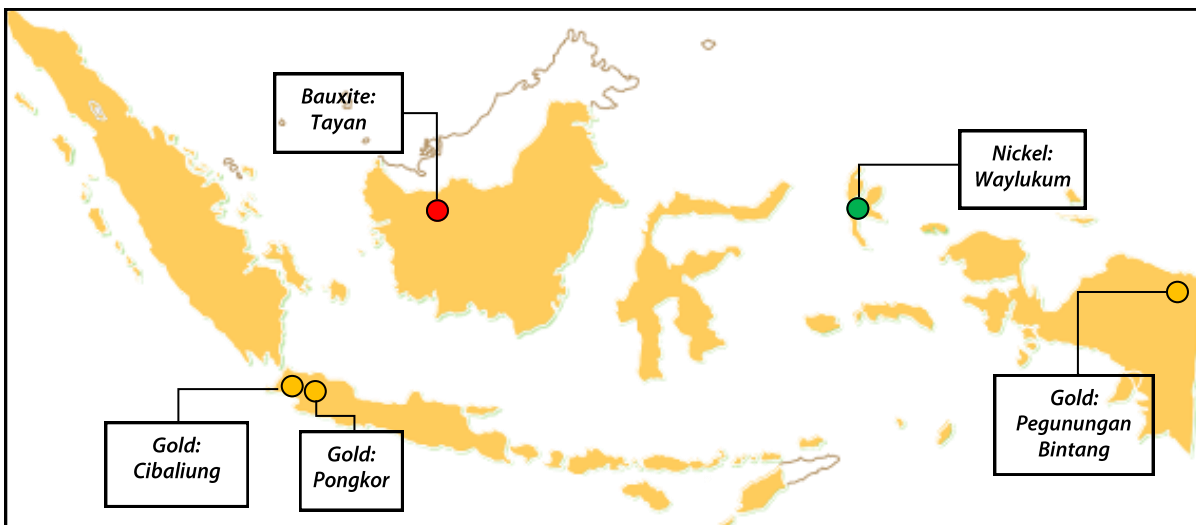 Bauxite:
Tayan
Nickel:
Waylukum
Gold:
Pegunungan
Bintang
Gold:
Cibaliung
Gold:
Pongkor